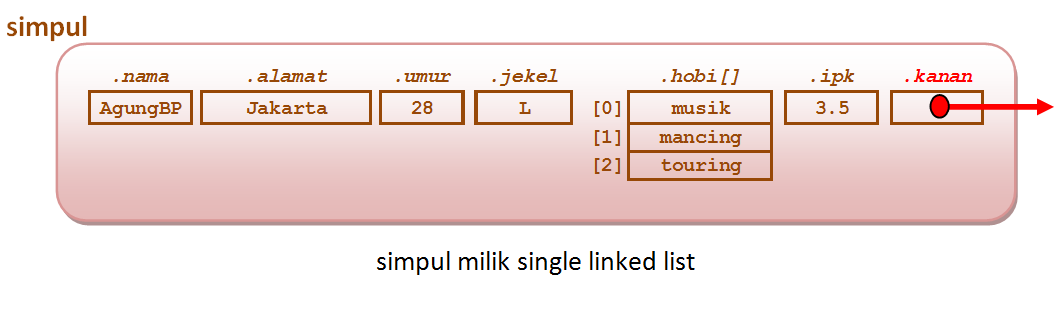 simpul
.nama .alamat .umur .jekel .hobi[] .ipk .kanan
AgungBP Jakarta 28 L [0] musik 3.5
[1] mancing
[2] touring
simpul milik single linked list